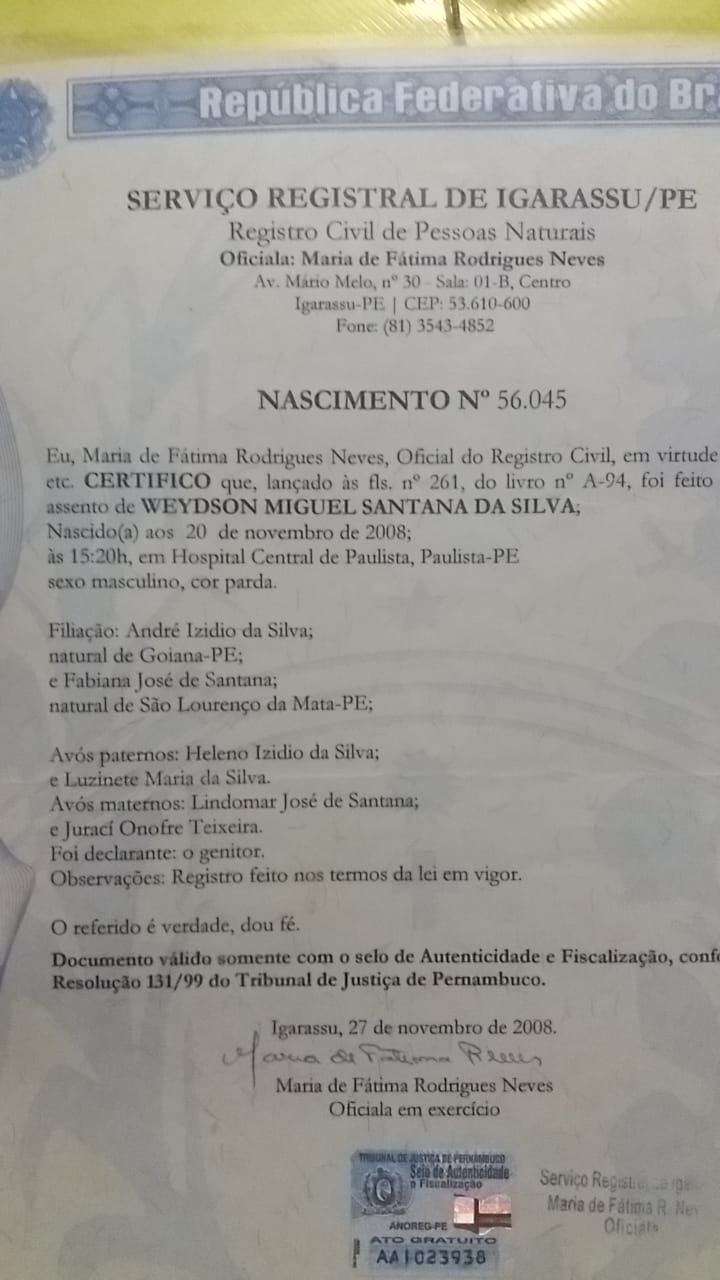 República Federativa do Br
SERVIÇO REGISTRAL DE IGARASSU/PE
Registro Civil de Pessoas Naturais
Oficiala: Maria de Fátima Rodrigues Neves
Av. Mário Melo, nº 30 - Sala: 01-B, Centro
Igarassu-PE | CEP: 53.610-600
Fone: (81) 3543-4852
NASCIMENTO Nº 56.045
Eu, Maria de Fátima Rodrigues Neves, Oficial do Registro Civil, em virtude
etc. CERTIFICO que, lançado às fls. nº 261, do livro nº A-94, foi feito
assento de WEYDSON MIGUEL SANTANA DA SILVA;
Nascido(a) aos 20 de novembro de 2008;
às 15:20h, em Hospital Central de Paulista, Paulista-PE
sexo masculino, cor parda.
Filiação: André Izidio da Silva;
natural de Goiana-PE;
e Fabiana José de Santana;
natural de São Lourenço da Mata-PE;
Avós paternos: Heleno Izidio da Silva;
e Luzinete Maria da Silva.
Avós maternos: Lindomar José de Santana;
e Juracı́ Onofre Teixeira.
Foi declarante: o genitor.
Observações: Registro feito nos termos da lei em vigor.
O referido é verdade, dou fé.
Documento válido somente com o selo de Autenticidade e Fiscalização, conf
Resolução 131/99 do Tribunal de Justiça de Pernambuco.
Igarassu, 27 de novembro de 2008.
Maria de Fatima Neves
Maria de Fátima Rodrigues Neves
Oficiala em exercício
TRIBUNAL DE JUSTIÇA DE PERNAMBUCO
Selo de Autenticidade
e Fiscalização
ANOREG-PE
ATO GRATUITO
AA1023938
Serviço Regist
Maria de Fátima R. Nev
Oficiala